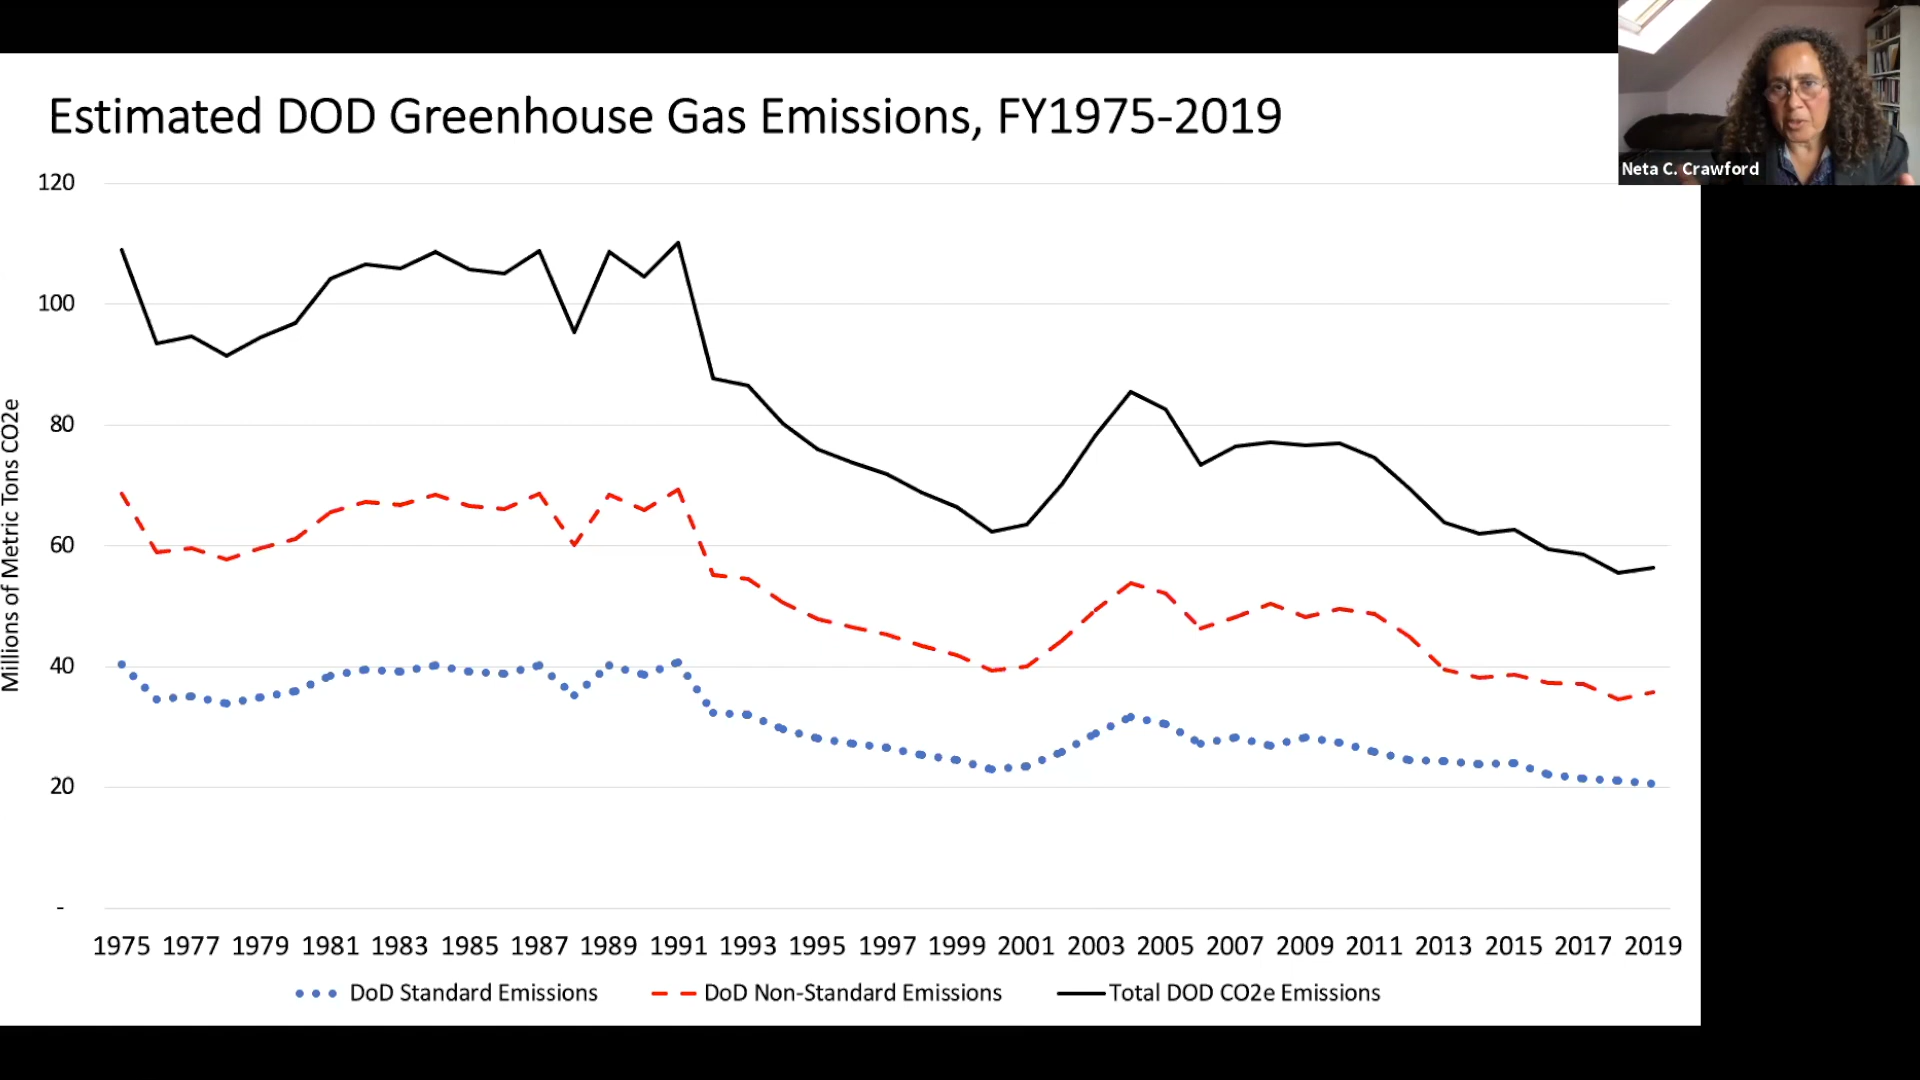 Estimated DOD Greenhouse Gas Emissions, FY1975-2019
Neta C. Crawford
Millions of Metric Tons CO2e
120
100
80
60
40
20
-
1975 1977 1979 1981 1983 1985 1987 1989 1991 1993 1995 1997 1999 2001 2003 2005 2007 2009 2011 2013 2015 2017 2019
DoD Standard Emissions DoD Non-Standard Emissions Total DOD CO2e Emissions